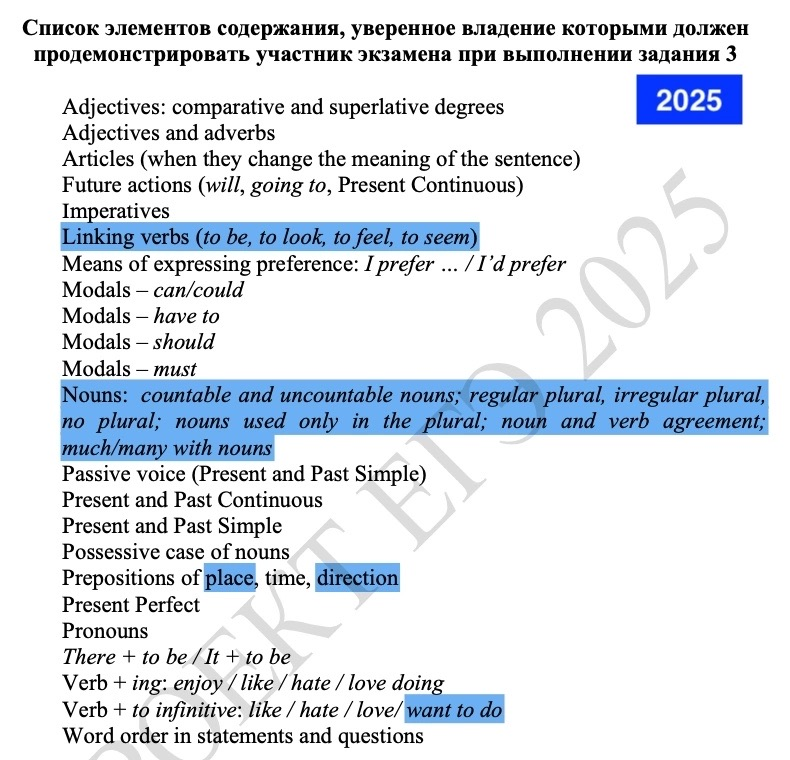 Список элементов содержания, уверенное владение которыми должен
продемонстрировать участник экзамена при выполнении задания 3
2025
Adjectives: comparative and superlative degrees
Adjectives and adverbs
Articles (when they change the meaning of the sentence)
Future actions (will, going to, Present Continuous)
Imperatives
Linking verbs (to be, to look, to feel, to seem)
Means of expressing preference: I prefer ... / I’d prefer
Modals – can/could
Modals – have to
Modals – should
Modals – must
Nouns: countable and uncountable nouns; regular plural, irregular plural,
no plural; nouns used only in the plural; noun and verb agreement;
much/many with nouns
Passive voice (Present and Past Simple)
Present and Past Continuous
Present and Past Simple
Possessive case of nouns
Prepositions of place, time, direction
Present Perfect
Pronouns
There + to be / It + to be
Verb + ing: enjoy / like / hate / love doing
Verb + to infinitive: like / hate / love/ want to do
Word order in statements and questions
РОЕКТ ЕГЭ 2025